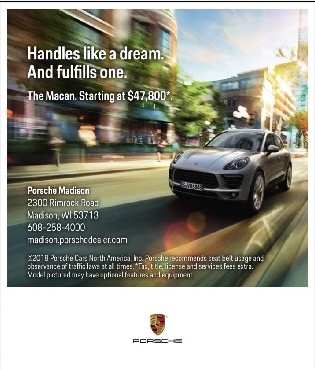 Handles like a dream.
And fulfills one.
The Macan. Starting at $47,800*.
Porsche Madison
2300 Rimrock Road
Madison, WI 53713
608-258-4000
madison.porschedealer.com
©2018 Porsche Cars North America, Inc. Porsche recommends seat belt usage and
observance of traffic laws at all times. *Tax, title, license and services fees extra.
Model pictured may have optional features and equipment.
PORSCHE